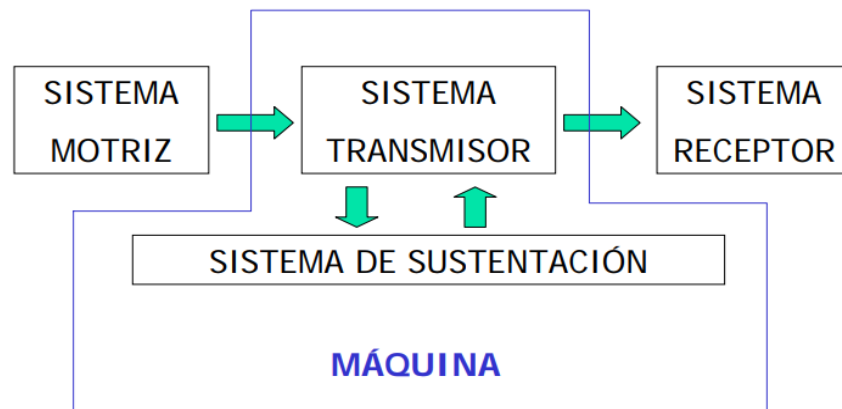 SISTEMA
MOTRIZ
SISTEMA
TRANSMISOR
SISTEMA
RECEPTOR
SISTEMA DE SUSTENTACIÓN
MÁQUINA